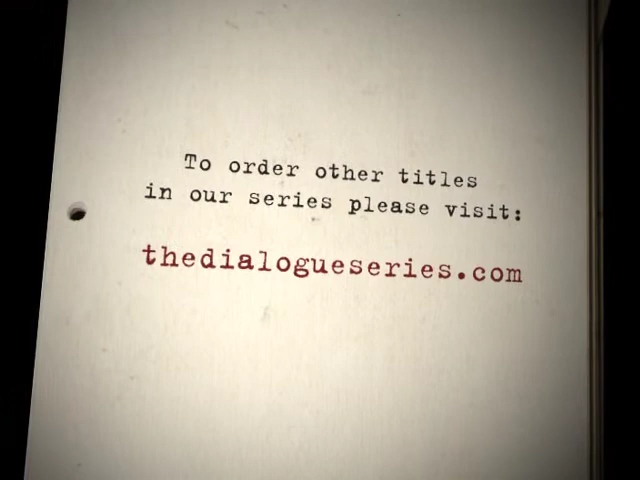 To order other titles
in our series please visit:
thedialogueseries.com